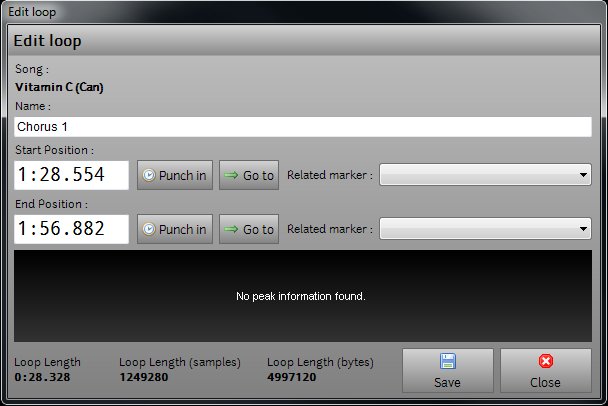 Edit loop
Edit loop
Song :
Vitamin C (Can)
Name :
Chorus 1
Start Position :
1:28.554 Punch in Go to Related marker :
End Position :
1:56.882 Punch in Go to Related marker :
No peak information found.
Loop Length Loop Length (samples) Loop Length (bytes)
0:28.328 1249280 4997120
Save Close